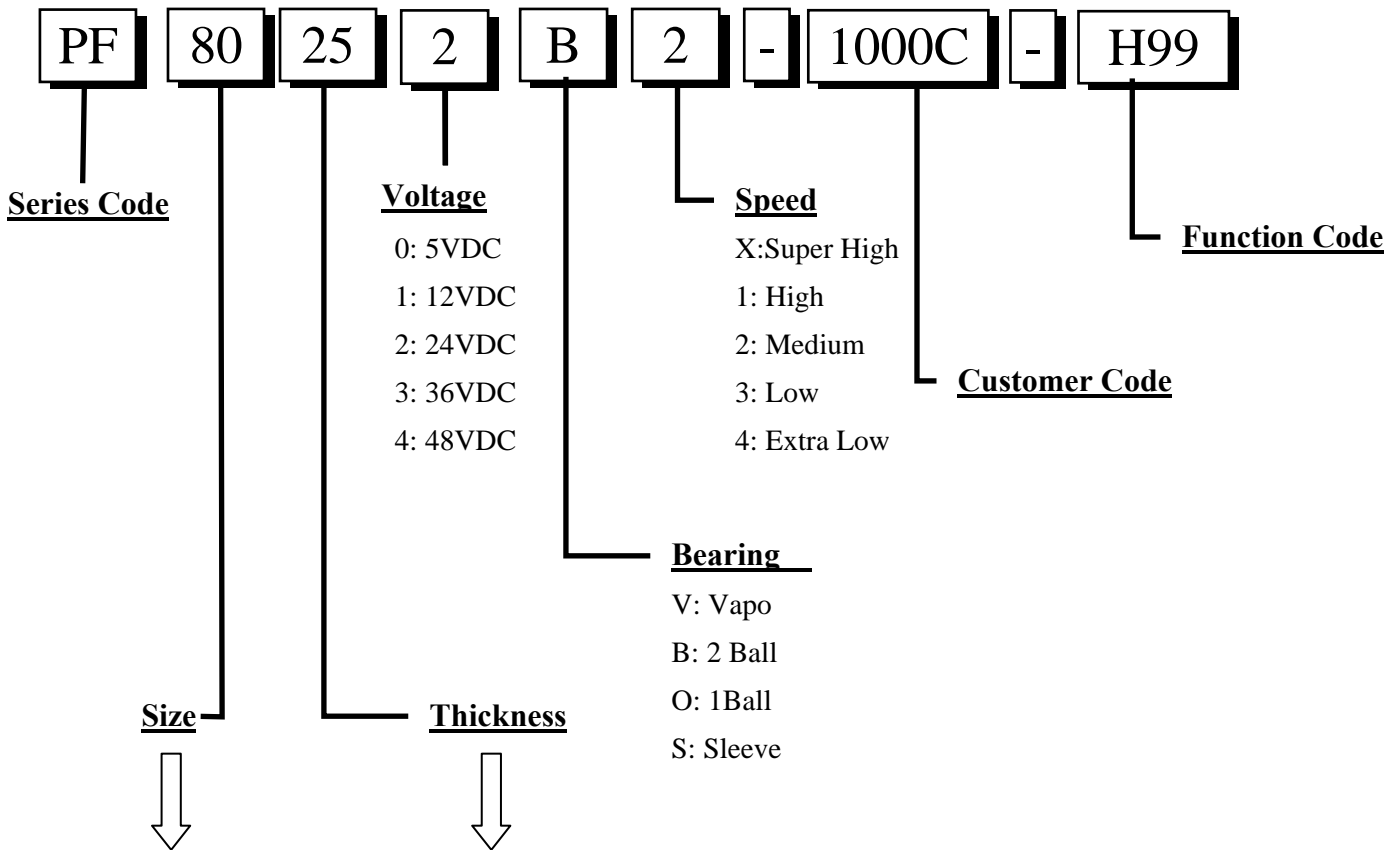 PF 80 25 2 B 2 - 1000C - H99
Series Code
Voltage
0: 5VDC
1: 12VDC
2: 24VDC
3: 36VDC
4: 48VDC
Speed
X:Super High
1: High
2: Medium
3: Low
4: Extra Low
Function Code
Customer Code
Bearing
V: Vapo
B: 2 Ball
O: 1Ball
S: Sleeve
Size
Thickness